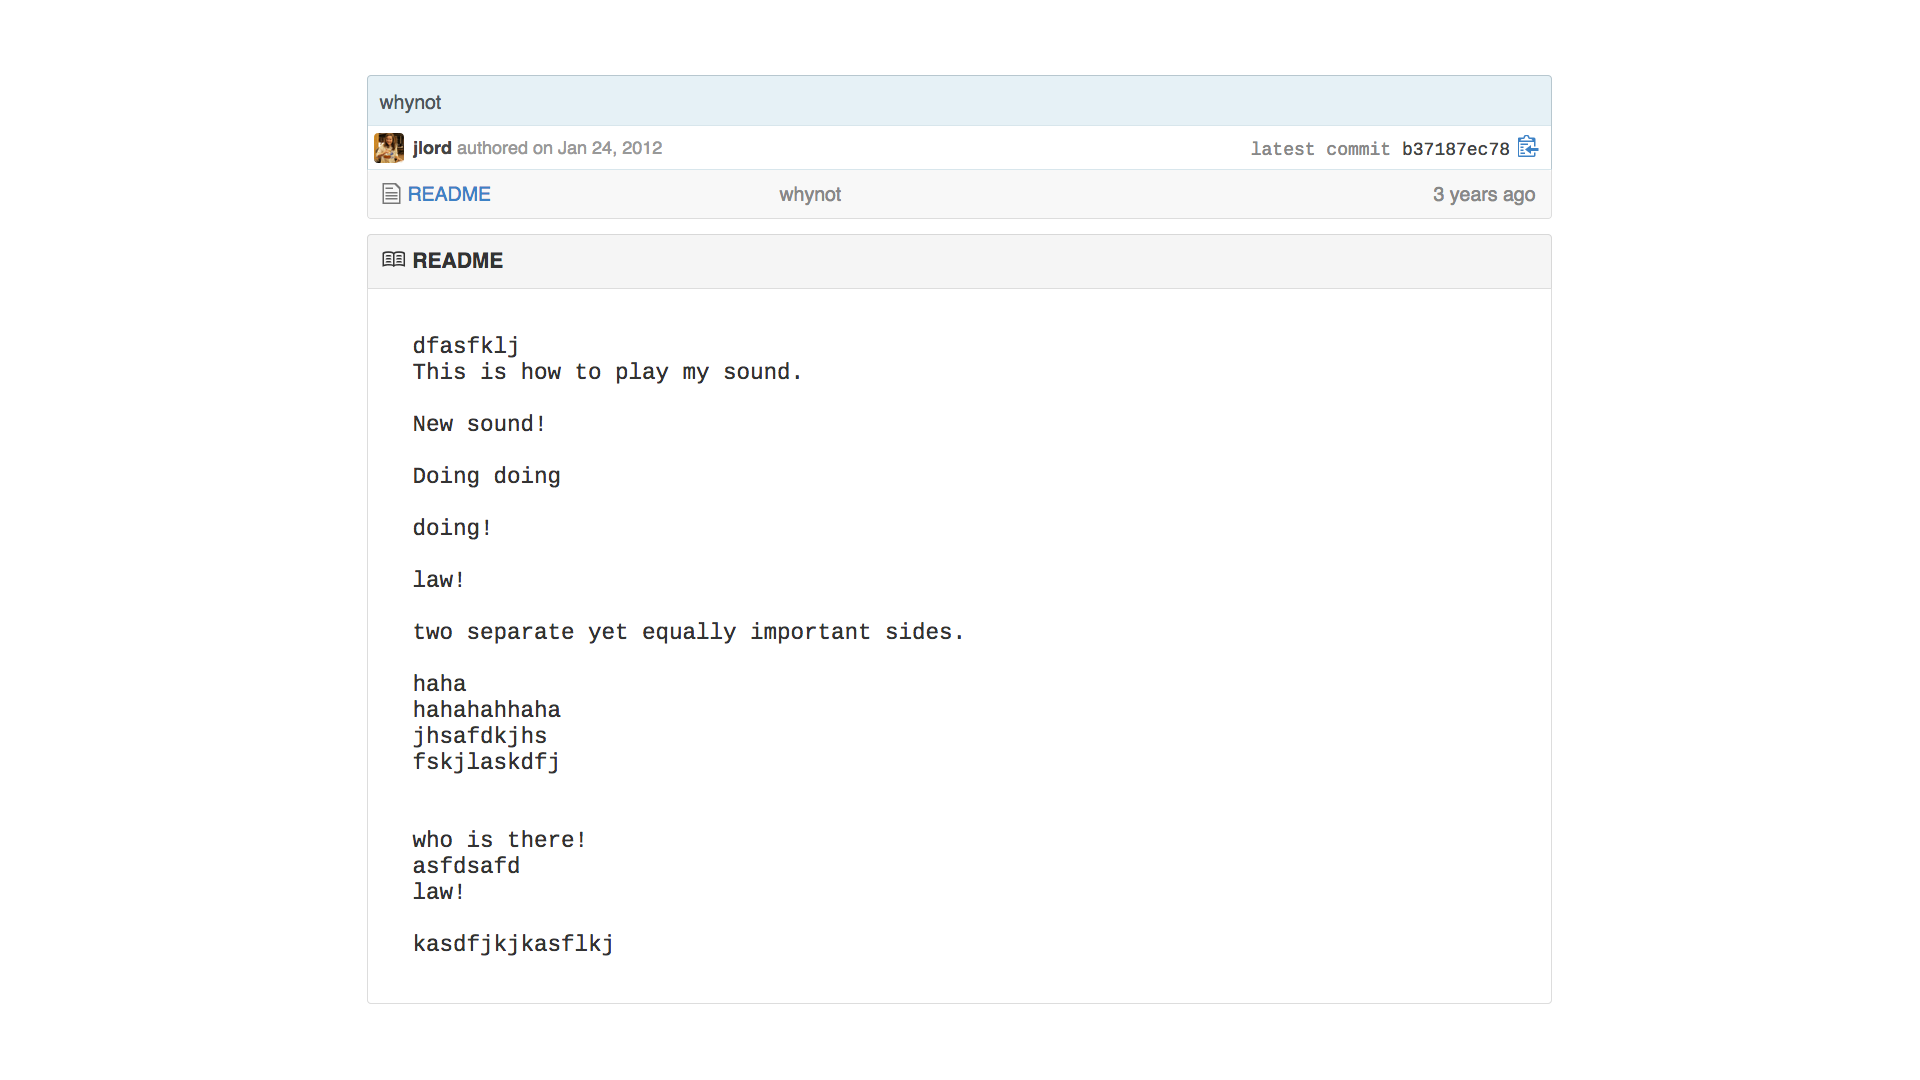 whynot
jlord authored on Jan 24, 2012 latest commit b37187ec78
README whynot 3 years ago
README
dfasfklj
This is how to play my sound.
New sound!
Doing doing
doing!
law!
two separate yet equally important sides.
haha
hahahahhaha
jhsafdkjhs
fskjlaskdfj
who is there!
asfdsafd
law!
kasdfjkjkasflkj